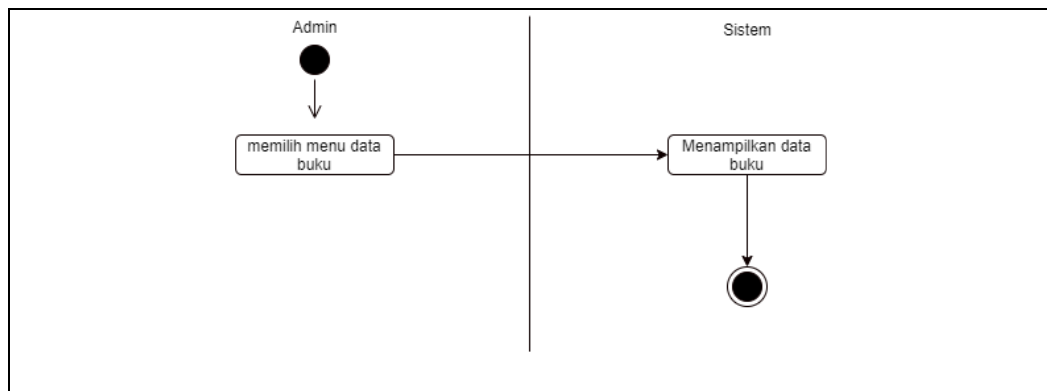 Admin
Sistem
memilih menu data
buku
Menampilkan data
buku